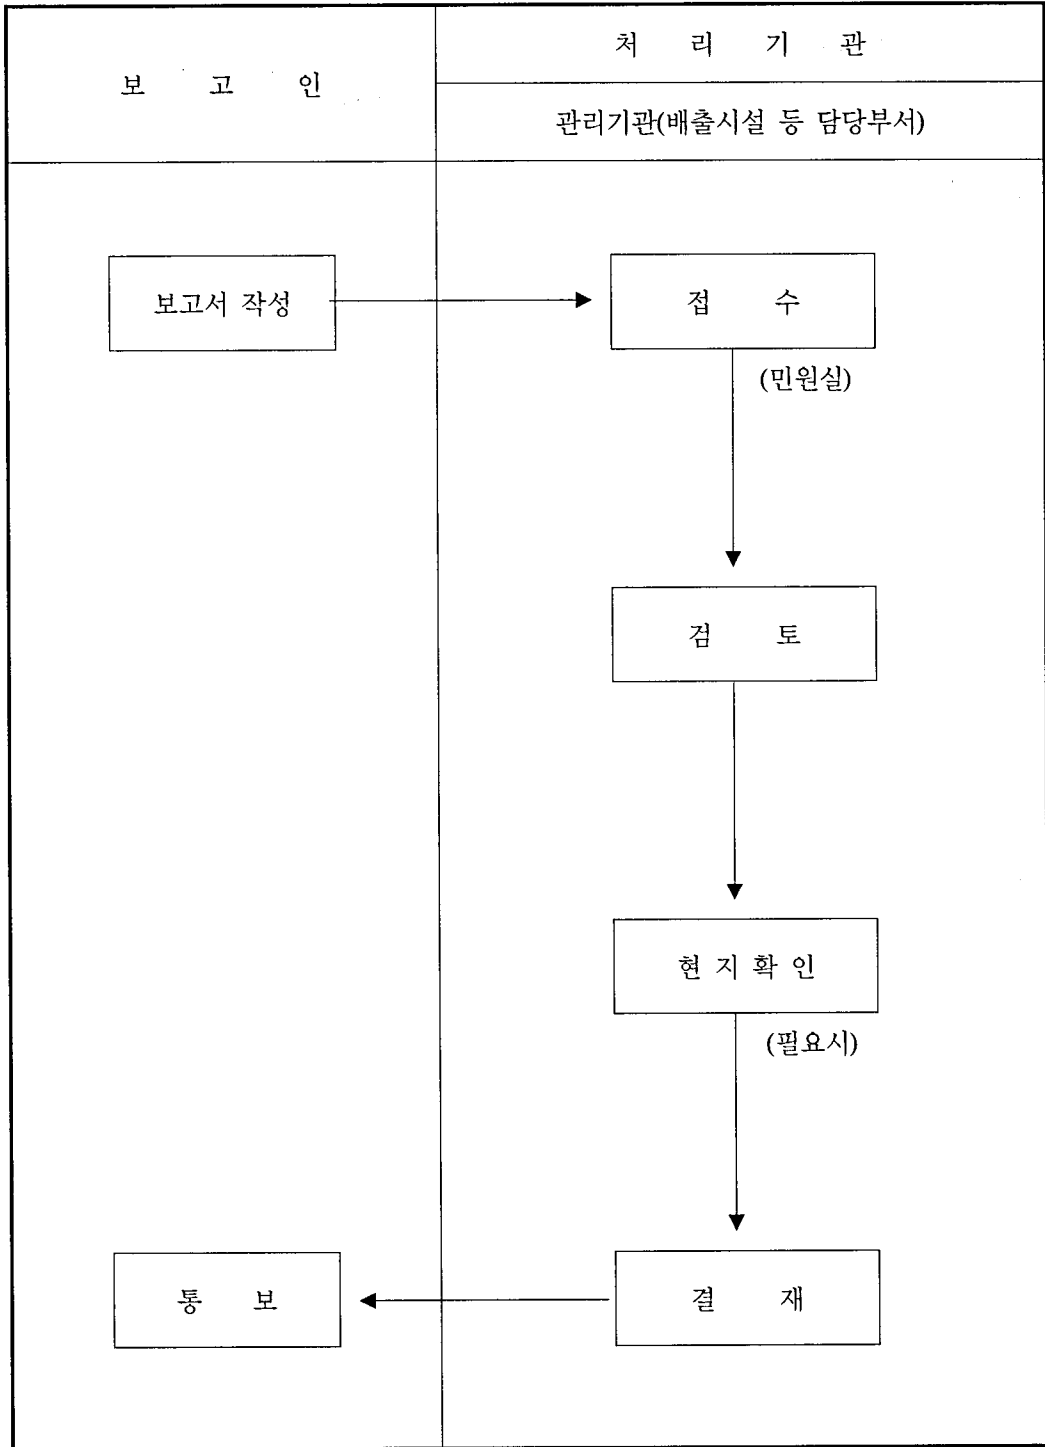 보 고 인
처 리 기 관
관리기관(배출시설 등 담당부서)
보고서 작성
접 수
(민원실)
검 토
현 지 확 인
(필요시)
통 보
결 재